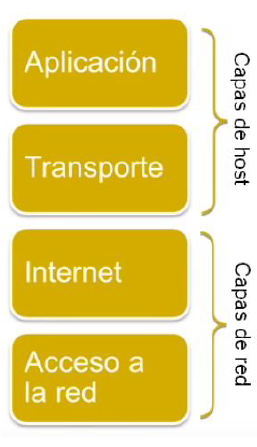 Aplicación
Capas de host
Transporte
Internet
Capas de red
Acceso a
la red